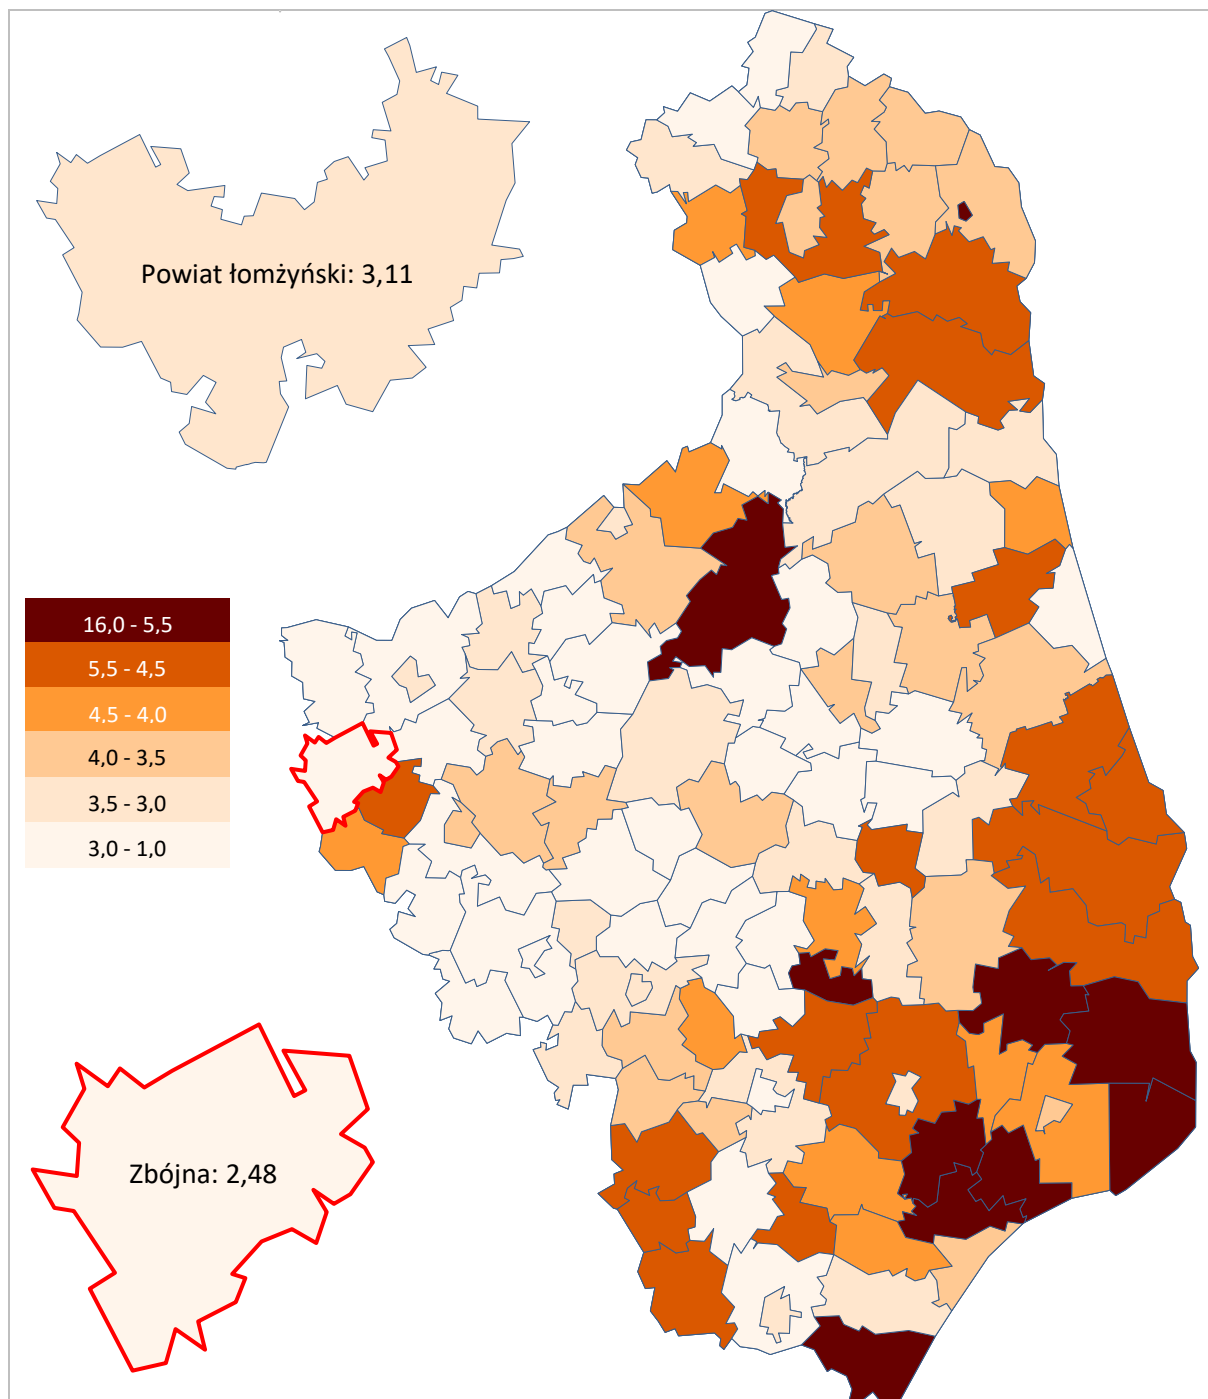 Powiat łomżyński: 3,11
16,0 - 5,5
5,5 - 4,5
4,5 - 4,0
4,0 - 3,5
3,5 - 3,0
3,0 - 1,0
Zbójna: 2,48